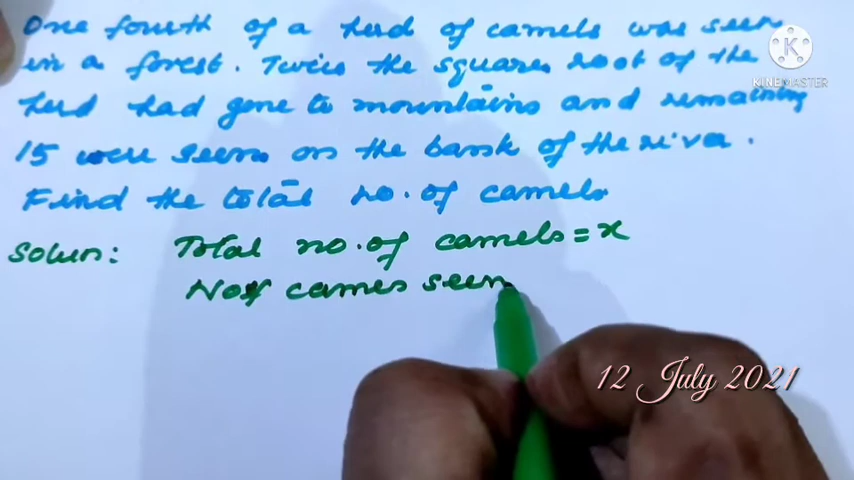 One fourth of a herd of camels was seen
in a forest. Twice the square root of the
herd had gone to mountains and remaining
15 were seen on the bank of the river.
Find the total no. of camels
Solun: Total no. of camels = x
No of cames seen
K
KINEMASTER
12 July 2021